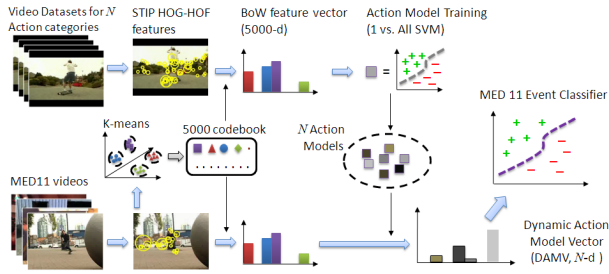 Video Datasets for N
Action categories
STIP HOG-HOF
features
BoW feature vector
(5000-d)
Action Model Training
(1 vs. All SVM)
=
K-means
5000 codebook
N Action
Models
MED 11 Event Classifier
MED11 videos
Dynamic Action
Model Vector
(DAMV, N-d )